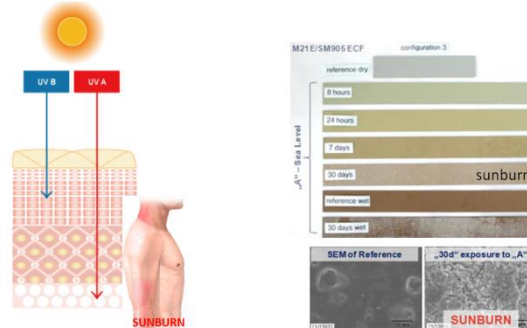 UV B
UV A
SUNBURN
M21E/SM905 ECF
configuration 3
reference dry
8 hours
24 hours
7 days
30 days
sunburn
reference wet
30 days wet
„A“ – Sea Level
SEM of Reference
„30d“ exposure to „A“
SUNBURN